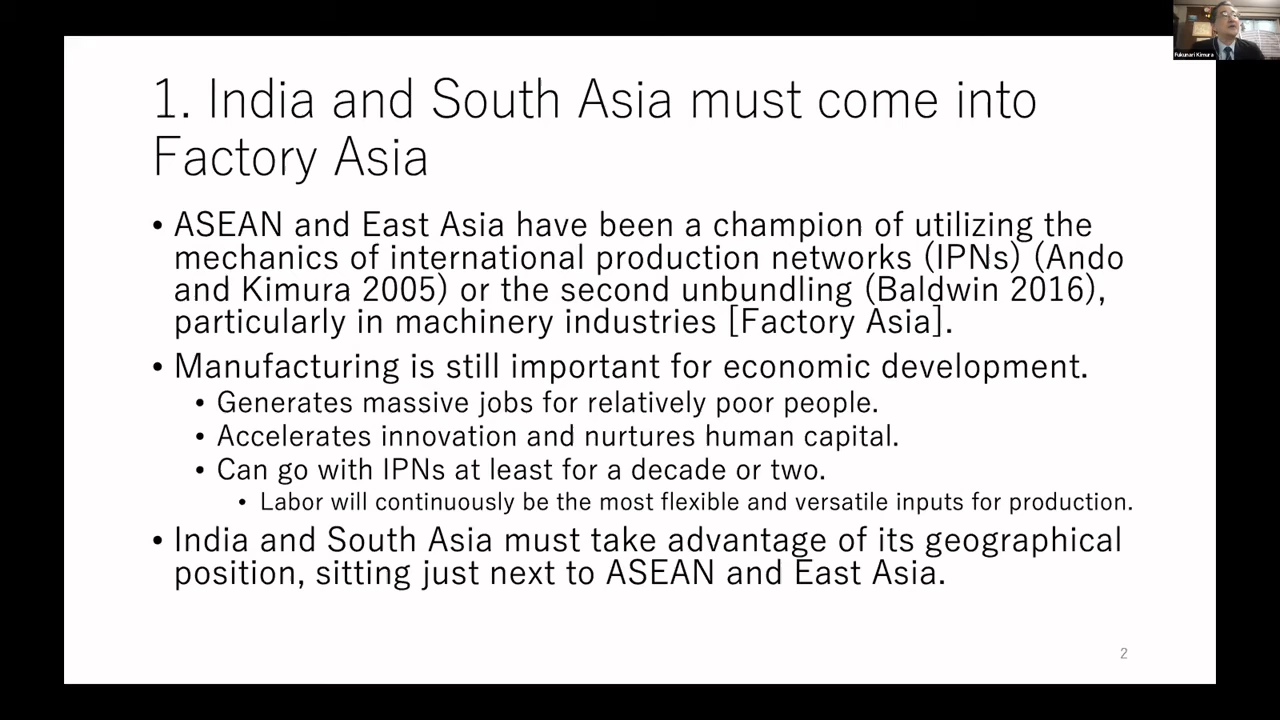 Fukunari Kimura
1. India and South Asia must come into
Factory Asia
• ASEAN and East Asia have been a champion of utilizing the
mechanics of international production networks (IPNs) (Ando
and Kimura 2005) or the second unbundling (Baldwin 2016),
particularly in machinery industries [Factory Asia].
• Manufacturing is still important for economic development.
• Generates massive jobs for relatively poor people.
• Accelerates innovation and nurtures human capital.
• Can go with IPNs at least for a decade or two.
• Labor will continuously be the most flexible and versatile inputs for production.
• India and South Asia must take advantage of its geographical
position, sitting just next to ASEAN and East Asia.
2